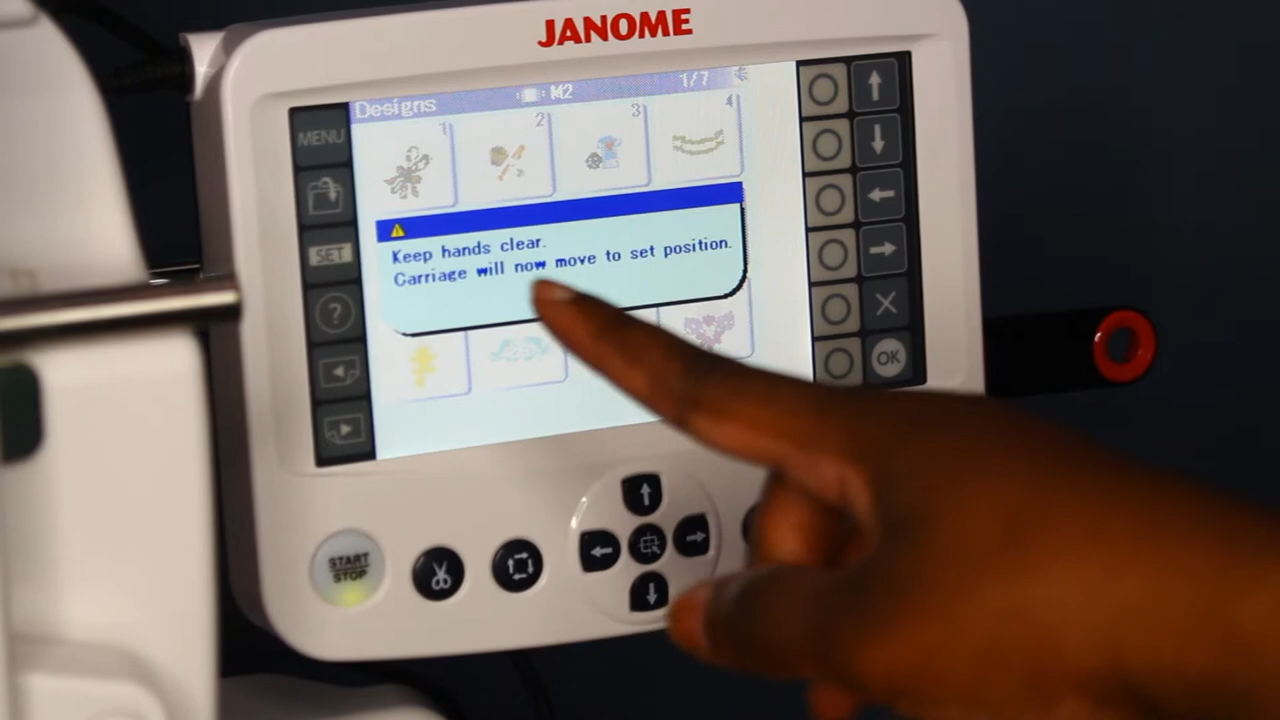 JANOME
MENU
SET
?
Designs M2 1/7
1 2 3 4
Keep hands clear.
Carriage will now move to set position.
OK
START
STOP